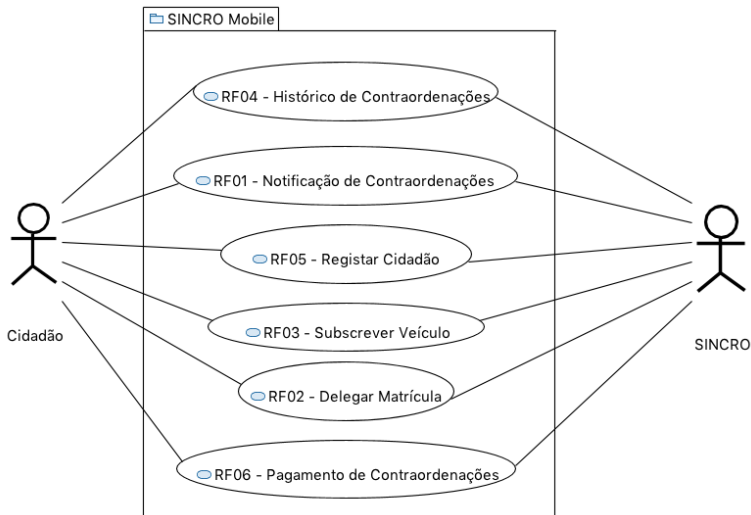 SINCRO Mobile
RF04 - Histórico de Contraordenações
RF01 - Notificação de Contraordenações
RF05 - Registar Cidadão
RF03 - Subscrever Veículo
Cidadão
SINCRO
RF02 - Delegar Matrícula
RF06 - Pagamento de Contraordenações